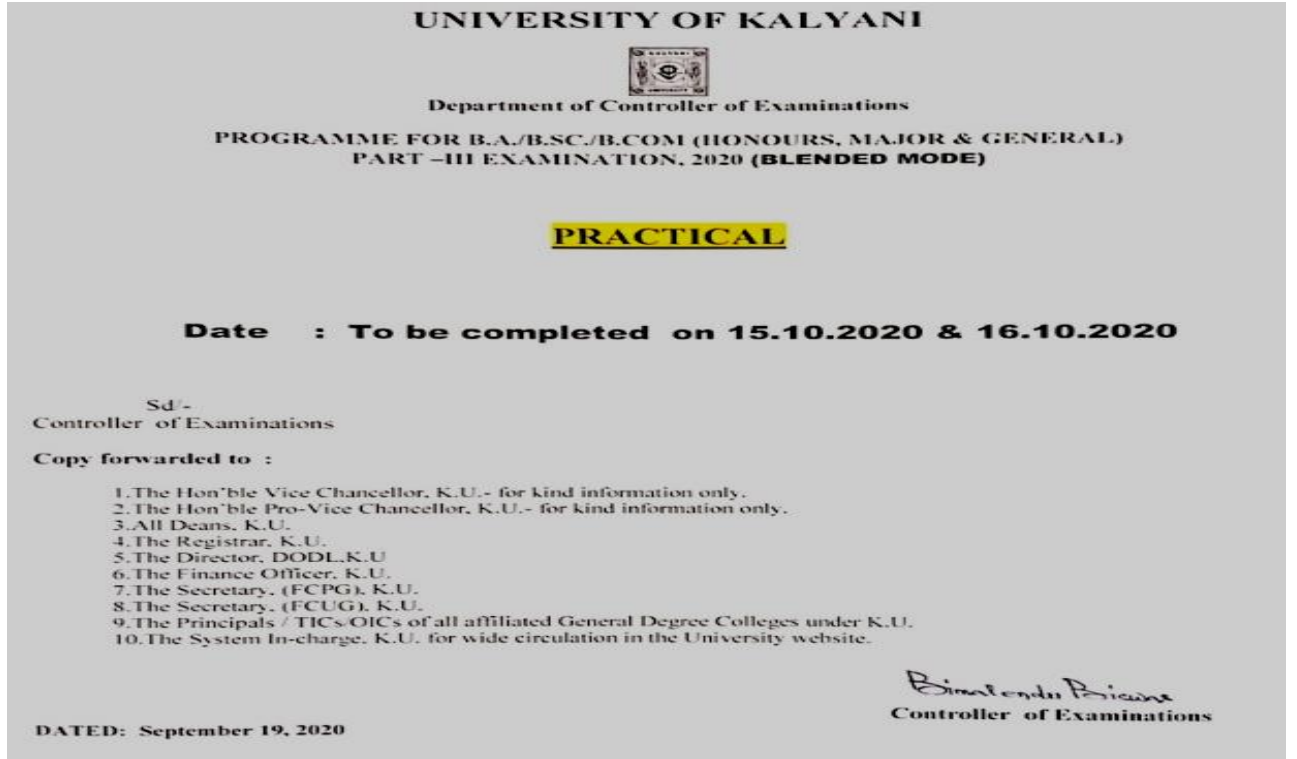 UNIVERSITY OF KALYANI
Department of Controller of Examinations
PROGRAMME FOR B.A./B.SC./B.COM (HONOURS, MAJOR & GENERAL)
PART –III EXAMINATION, 2020 (BLENDED MODE)
PRACTICAL
Date : To be completed on 15.10.2020 & 16.10.2020
Sd/-
Controller of Examinations
Copy forwarded to :
1.The Hon'ble Vice Chancellor, K.U.- for kind information only.
2.The Hon'ble Pro-Vice Chancellor, K.U.- for kind information only.
3.All Deans, K.U.
4.The Registrar, K.U.
5.The Director, DODL,K.U
6.The Finance Officer, K.U.
7.The Secretary, (FCPG), K.U.
8.The Secretary, (FCUG), K.U.
9.The Principals / TICs/OICs of all affiliated General Degree Colleges under K.U.
10.The System In-charge, K.U. for wide circulation in the University website.
Bimalendu
Controller of Examinations
DATED: September 19, 2020